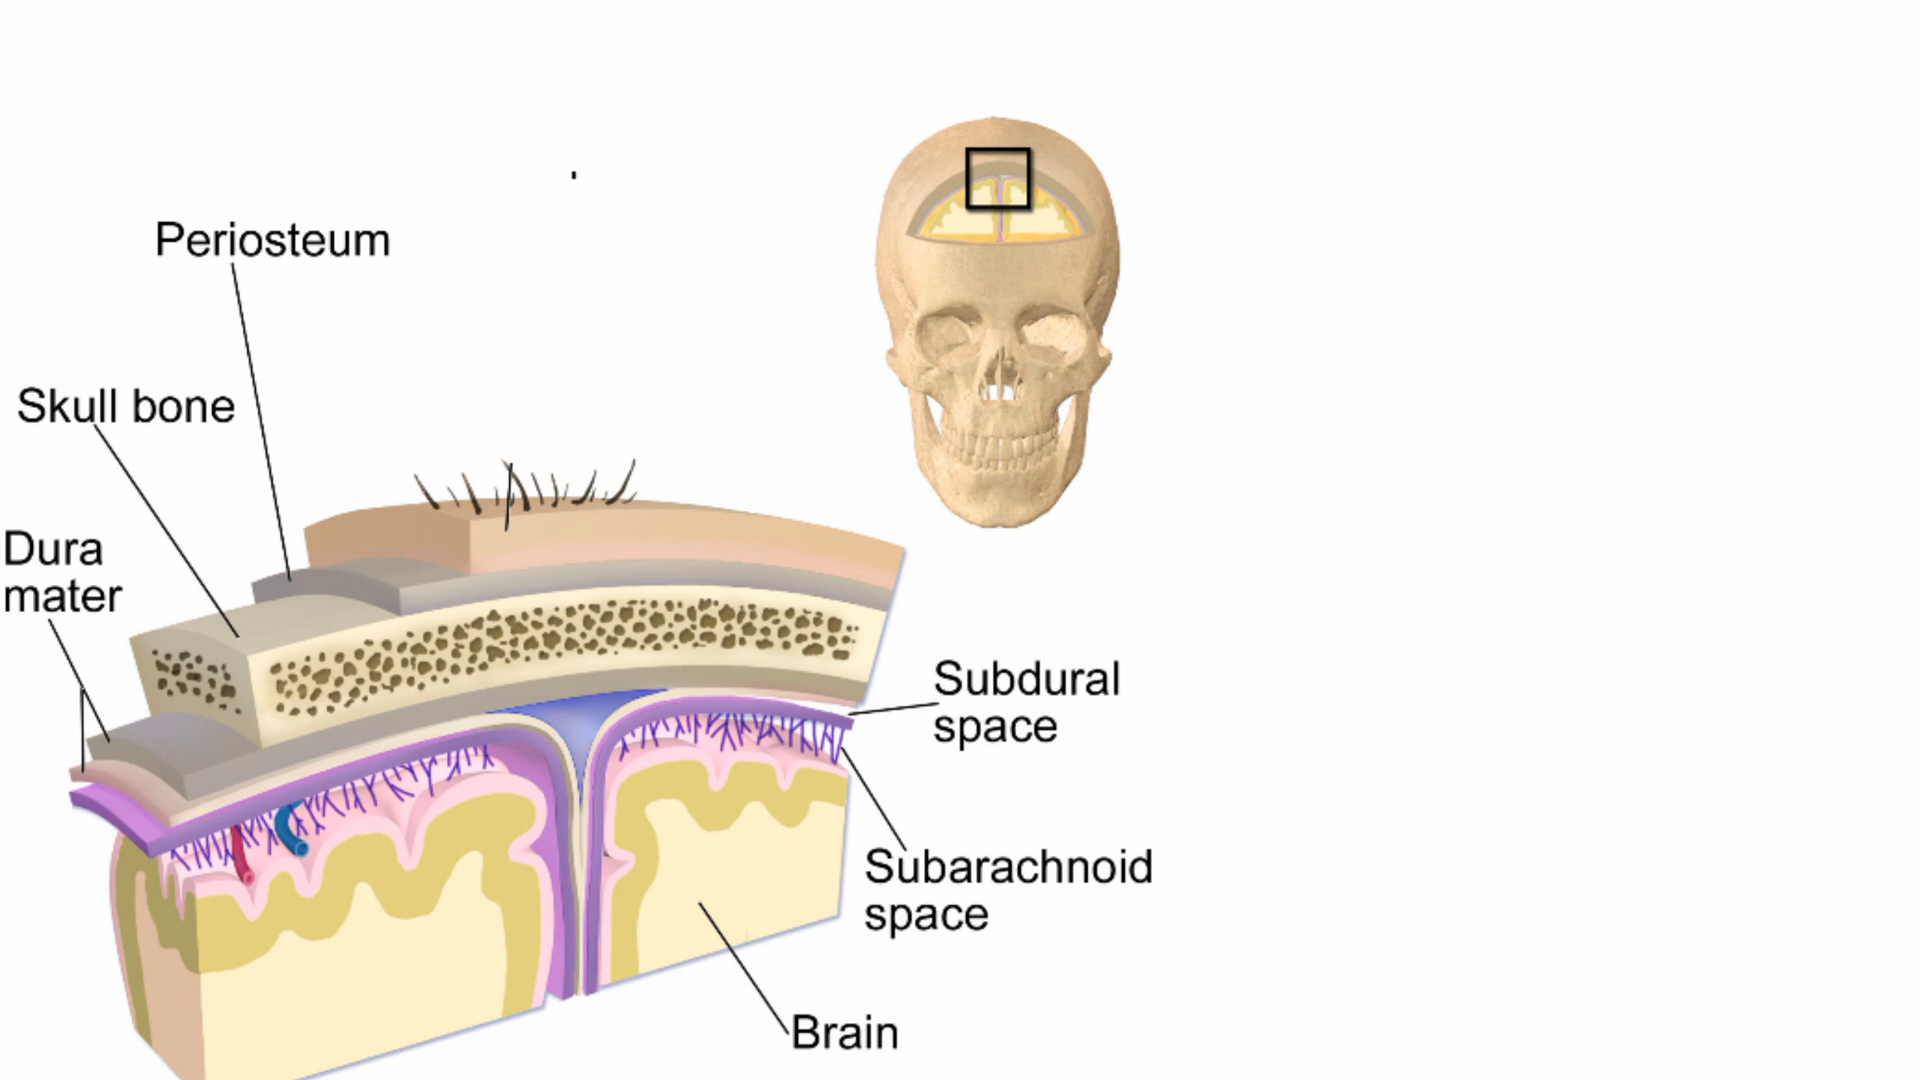 Periosteum
Skull bone
Dura
mater
Subdural
space
Subarachnoid
space
Brain